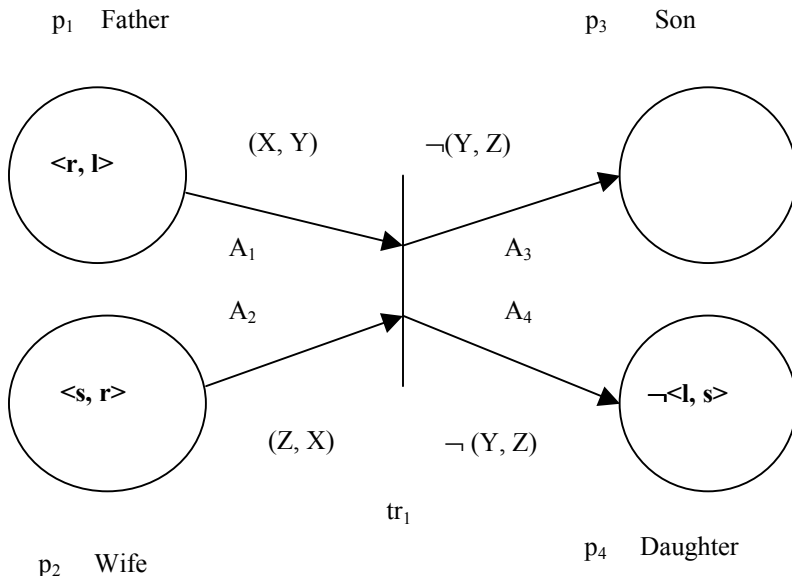 p₁ Father
p₃ Son
(X, Y)
¬(Y, Z)
<r, l>
A₁
A₃
A₂
A₄
<s, r>
¬<l, s>
(Z, X)
¬ (Y, Z)
tr₁
p₂ Wife
p₄ Daughter